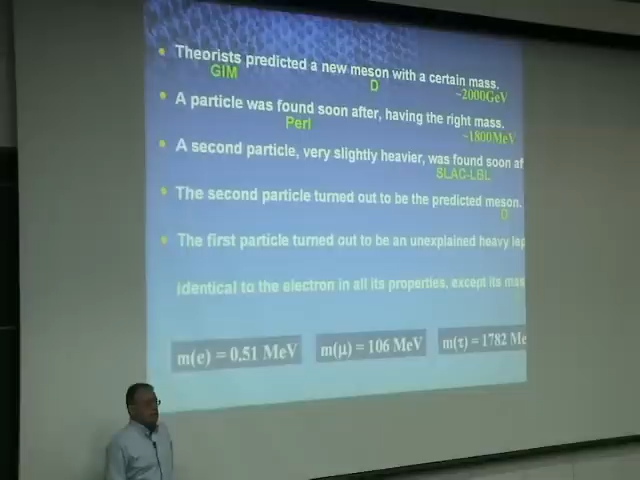 Theorists predicted a new meson with a certain mass.
GIM D ~2000GeV
A particle was found soon after, having the right mass.
Perl ~1800MeV
A second particle, very slightly heavier, was found soon af
SLAC-LBL
The second particle turned out to be the predicted meson.
D
The first particle turned out to be an unexplained heavy lep
identical to the electron in all its properties, except its mas
m(e) = 0.51 MeV m(μ) = 106 MeV m(τ) = 1782 Me